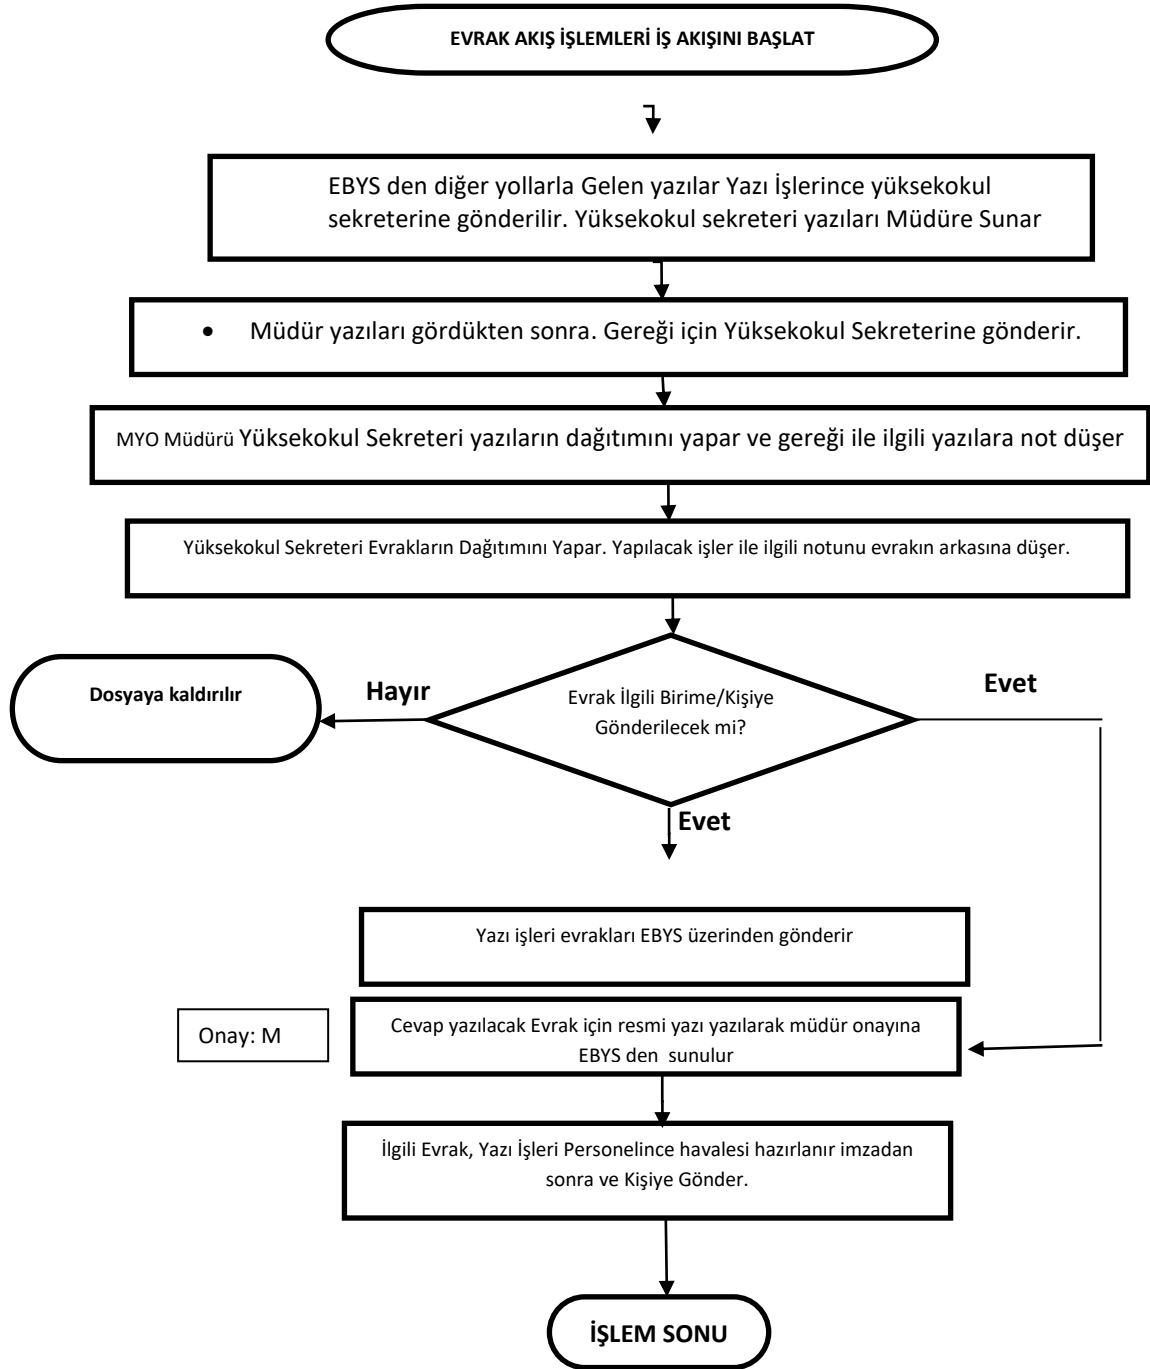 EVRAK AKIŞ İŞLEMLERİ İŞ AKIŞINI BAŞLAT
EBYS den diğer yollarla Gelen yazılar Yazı İşlerince yüksekokul
sekreterine gönderilir. Yüksekokul sekreteri yazıları Müdüre Sunar
• Müdür yazıları gördükten sonra. Gereği için Yüksekokul Sekreterine gönderir.
MYO Müdürü Yüksekokul Sekreteri yazıların dağıtımını yapar ve gereği ile ilgili yazılara not düşer
Yüksekokul Sekreteri Evrakların Dağıtımını Yapar. Yapılacak işler ile ilgili notunu evrakın arkasına düşer.
Dosyaya kaldırılır
Hayır
Evrak İlgili Birime/Kişiye
Gönderilecek mi?
Evet
Evet
Yazı işleri evrakları EBYS üzerinden gönderir
Onay: M
Cevap yazılacak Evrak için resmi yazı yazılarak müdür onayına
EBYS den sunulur
İlgili Evrak, Yazı İşleri Personelince havalesi hazırlanır imzadan
sonra ve Kişiye Gönder.
İŞLEM SONU